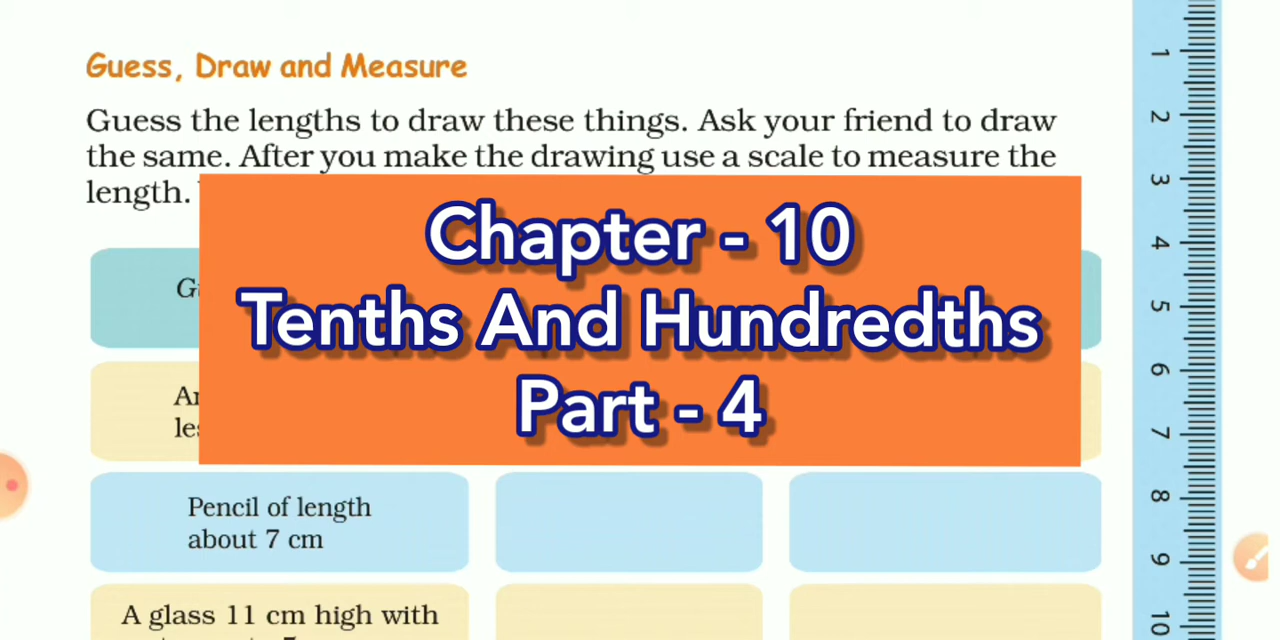 Guess, Draw and Measure
Guess the lengths to draw these things. Ask your friend to draw
the same. After you make the drawing use a scale to measure the
length.
Chapter - 10
Tenths And Hundredths
Part - 4
Pencil of length
about 7 cm
A glass 11 cm high with
1
2
3
4
5
6
7
8
9
10